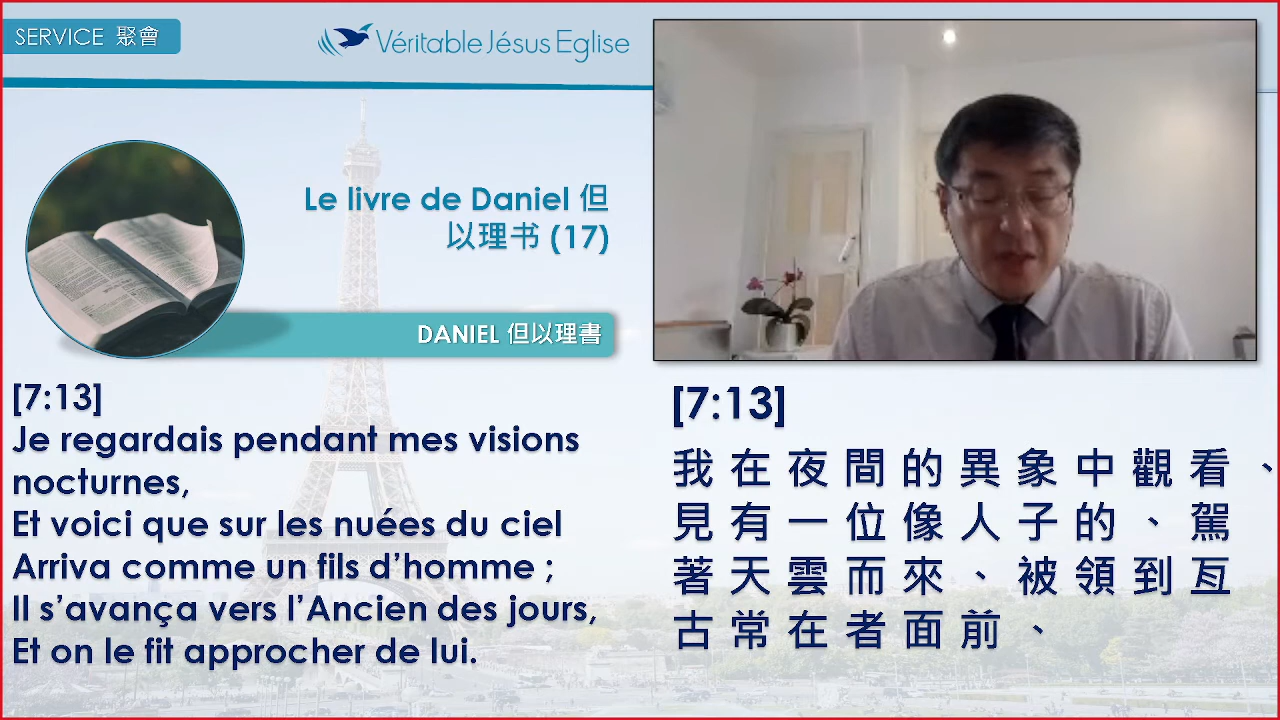 SERVICE 聚會
Véritable Jésus Eglise
Le livre de Daniel 但
以理书 (17)
DANIEL 但以理書
[7:13]
Je regardais pendant mes visions
nocturnes,
Et voici que sur les nuées du ciel
Arriva comme un fils d’homme ;
Il s’avança vers l’Ancien des jours,
Et on le fit approcher de lui.
[7:13]
我在夜間的異象中觀看、
見有一位像人子的、駕
著天雲而來、被領到亙
古常在者面前、